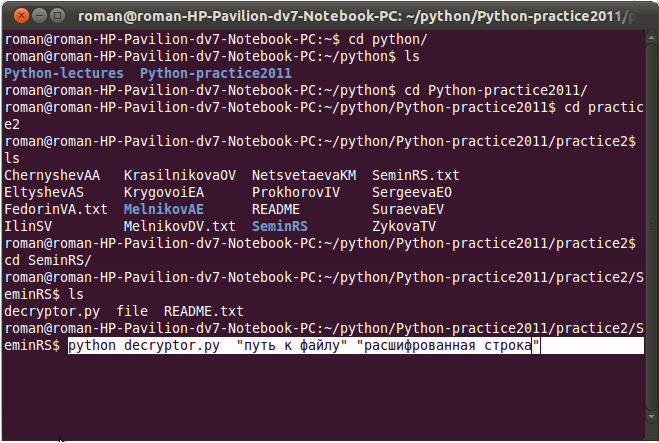 roman@roman-HP-Pavilion-dv7-Notebook-PC: ~/python/Python-practice2011/
roman@roman-HP-Pavilion-dv7-Notebook-PC:~$ cd python/
roman@roman-HP-Pavilion-dv7-Notebook-PC:~/python$ ls
Python-lectures  Python-practice2011
roman@roman-HP-Pavilion-dv7-Notebook-PC:~/python$ cd Python-practice2011/
roman@roman-HP-Pavilion-dv7-Notebook-PC:~/python/Python-practice2011$ cd practic
e2
roman@roman-HP-Pavilion-dv7-Notebook-PC:~/python/Python-practice2011/practice2$
ls
ChernyshevAA   KrasilnikovaOV  NetsvetaevaKM  SeminRS.txt
EltyshevAS     KrygovoiEA      ProkhorovIV    SergeevaEO
FedorinVA.txt  MelnikovAE      README         SuraevaEV
IlinSV         MelnikovDV.txt  SeminRS        ZykovaTV
roman@roman-HP-Pavilion-dv7-Notebook-PC:~/python/Python-practice2011/practice2$
cd SeminRS/
roman@roman-HP-Pavilion-dv7-Notebook-PC:~/python/Python-practice2011/practice2/S
eminRS$ ls
decryptor.py  file  README.txt
roman@roman-HP-Pavilion-dv7-Notebook-PC:~/python/Python-practice2011/practice2/S
eminRS$ python decryptor.py  "путь к файлу" "расшифрованная строка"